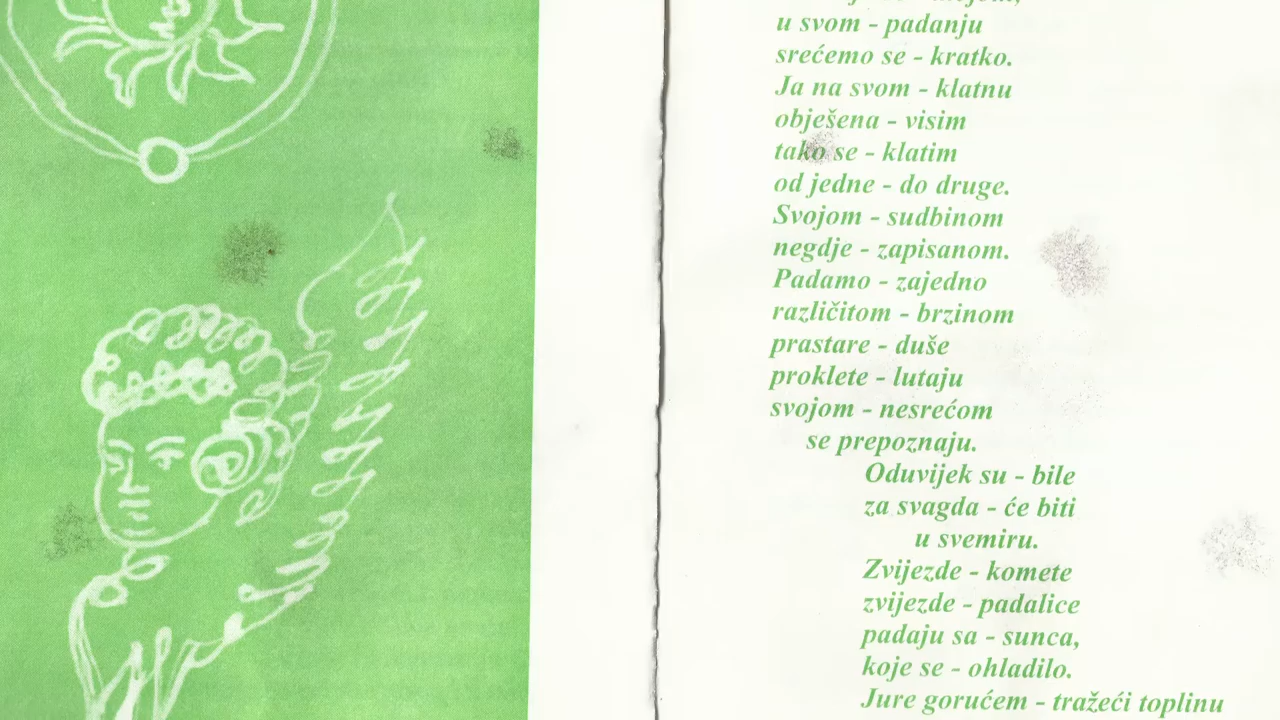 u svom - padanju
srećemo se - kratko.
Ja na svom - klatnu
obješena - visim
tako se - klatim
od jedne - do druge.
Svojom - sudbinom
negdje - zapisanom.
Padamo - zajedno
različitom - brzinom
prastare - duše
proklete - lutaju
svojom - nesrećom
se prepoznaju.
Oduvijek su - bile
za svagda - će biti
u svemiru.
Zvijezde - komete
zvijezde - padalice
padaju sa - sunca,
koje se - ohladilo.
Jure gorućem - tražeći toplinu